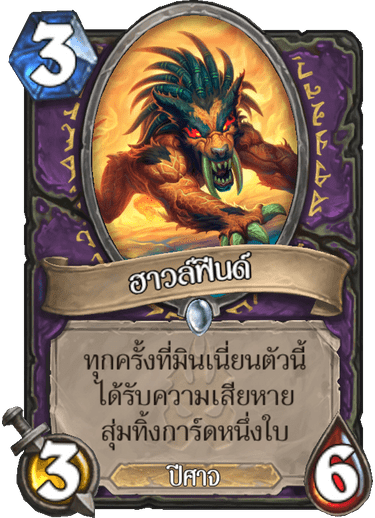 3
ฮาวล์ฟีนด์
ทุกครั้งที่มินเนี่ยนตัวนี้
ได้รับความเสียหาย
สุ่มทิ้งการ์ดหนึ่งใบ
3
ปีศาจ
6